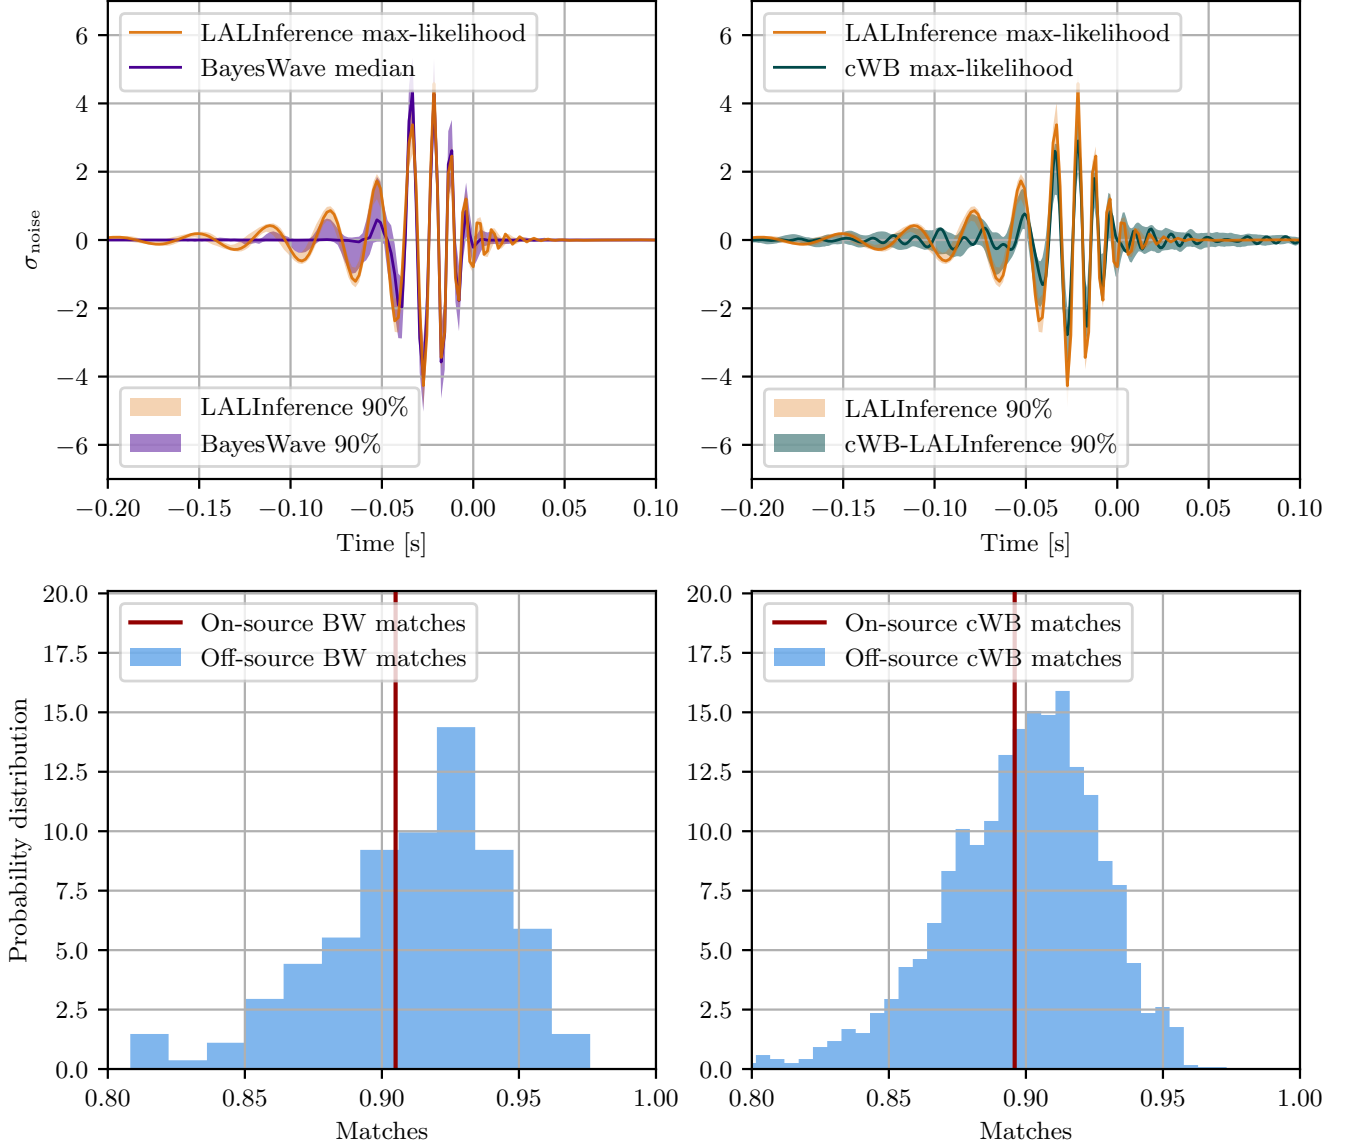 LALInference max-likelihood
BayesWave median
6
4
2
0
−2
−4
−6
σnoise
LALInference 90%
BayesWave 90%
−0.20 −0.15 −0.10 −0.05 0.00 0.05 0.10
Time [s]
LALInference max-likelihood
cWB max-likelihood
6
4
2
0
−2
−4
−6
LALInference 90%
cWB-LALInference 90%
−0.20 −0.15 −0.10 −0.05 0.00 0.05 0.10
Time [s]
On-source BW matches
Off-source BW matches
20.0
17.5
15.0
12.5
10.0
7.5
5.0
2.5
0.0
Probability distribution
0.80 0.85 0.90 0.95 1.00
Matches
On-source cWB matches
Off-source cWB matches
20.0
17.5
15.0
12.5
10.0
7.5
5.0
2.5
0.0
0.80 0.85 0.90 0.95 1.00
Matches